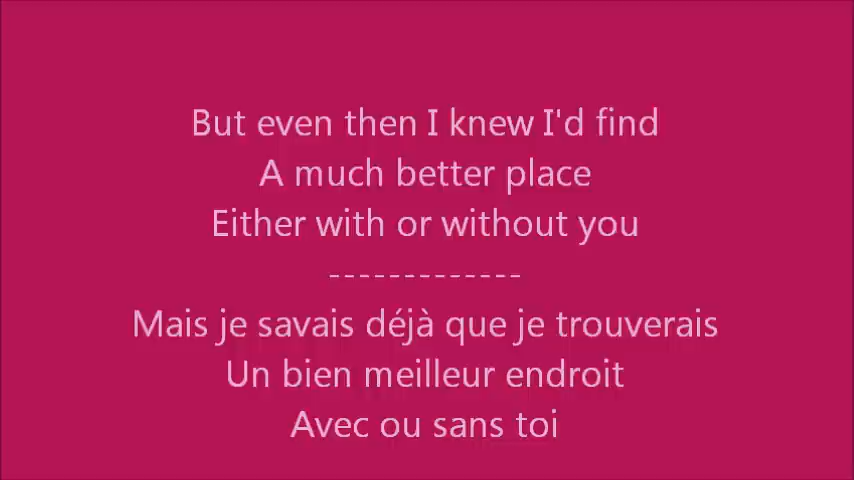 But even then I knew I'd find
A much better place
Either with or without you
-------------
Mais je savais déjà que je trouverais
Un bien meilleur endroit
Avec ou sans toi